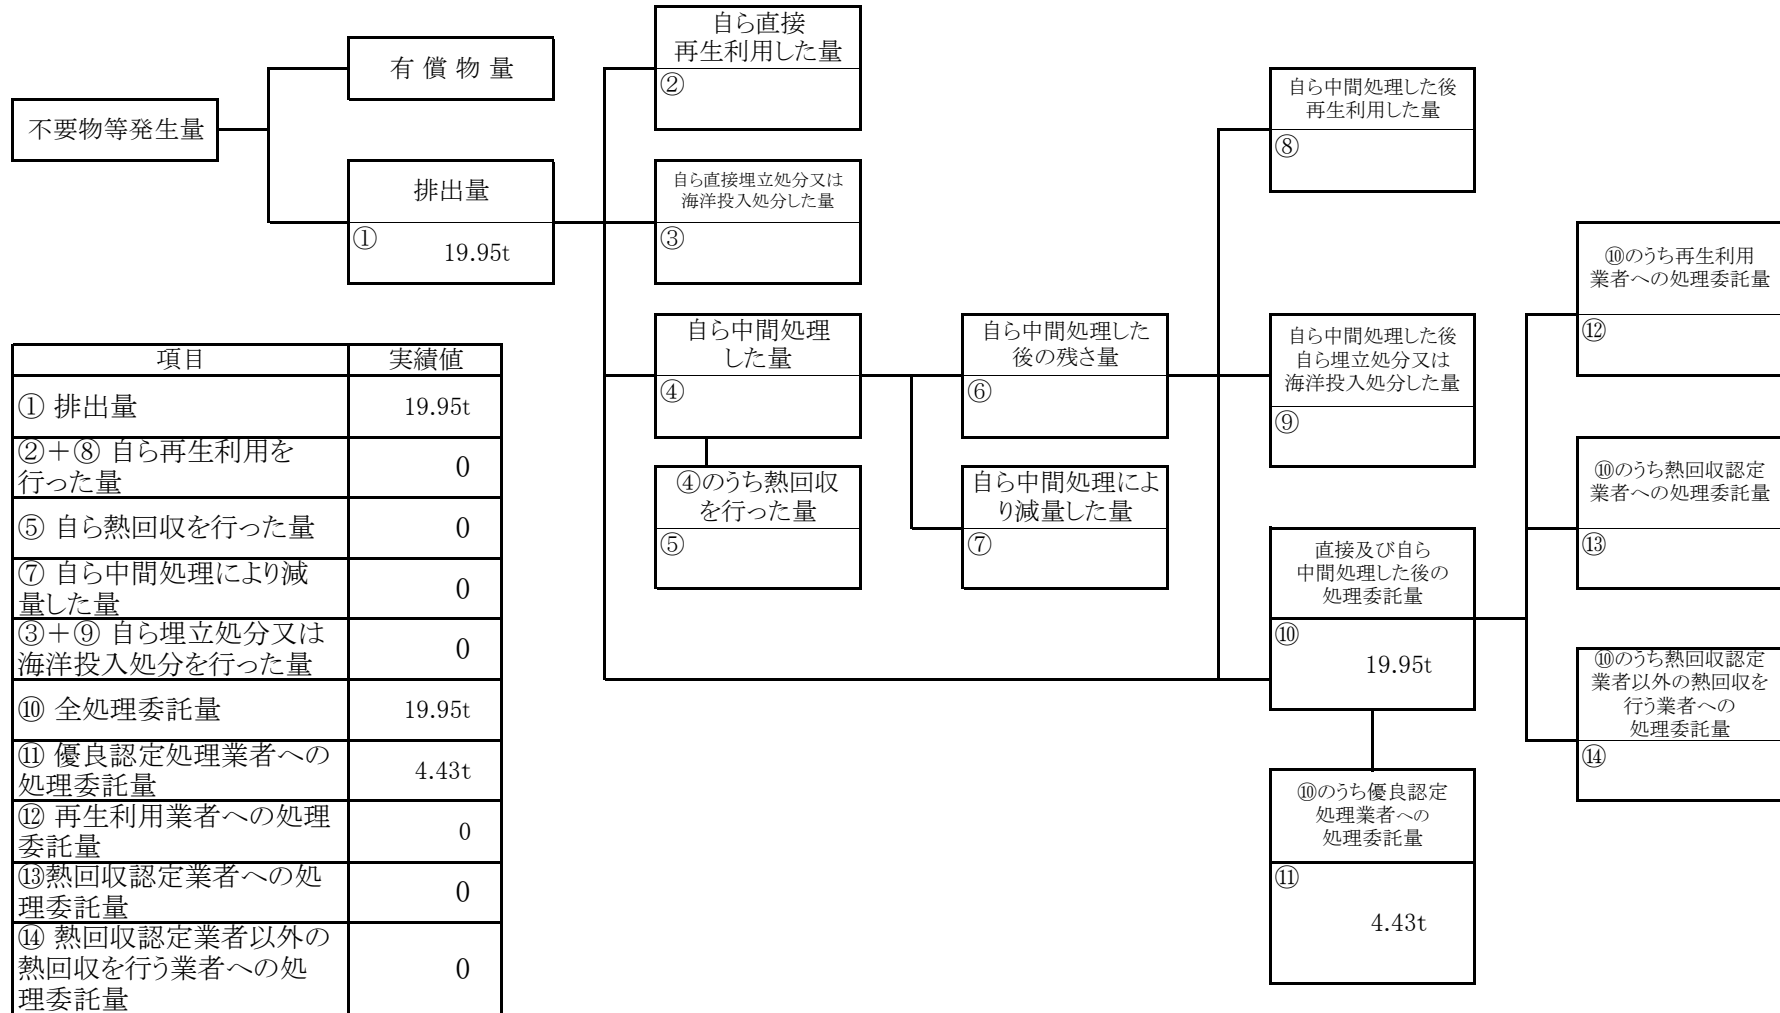 不要物等発生量
有 償 物 量
排出量
①
19.95t
自ら直接
再生利用した量
②
自ら直接埋立処分又は
海洋投入処分した量
③
自ら中間処理
した量
④
④のうち熱回収
を行った量
⑤
自ら中間処理した
後の残さ量
⑥
自ら中間処理によ
り減量した量
⑦
自ら中間処理した後
再生利用した量
⑧
自ら中間処理した後
自ら埋立処分又は
海洋投入処分した量
⑨
直接及び自ら
中間処理した後の
処理委託量
⑩
19.95t
⑩のうち優良認定
処理業者への
処理委託量
⑪
4.43t
⑩のうち再生利用
業者への処理委託量
⑫
⑩のうち熱回収認定
業者への処理委託量
⑬
⑩のうち熱回収認定
業者以外の熱回収を
行う業者への
処理委託量
⑭
項目 実績値
① 排出量 19.95t
②＋⑧ 自ら再生利用を
行った量 0
⑤ 自ら熱回収を行った量 0
⑦ 自ら中間処理により減
量した量 0
③＋⑨ 自ら埋立処分又は
海洋投入処分を行った量 0
⑩ 全処理委託量 19.95t
⑪ 優良認定処理業者への
処理委託量 4.43t
⑫ 再生利用業者への処理
委託量 0
⑬熱回収認定業者への処
理委託量 0
⑭ 熱回収認定業者以外の
熱回収を行う業者への処
理委託量 0